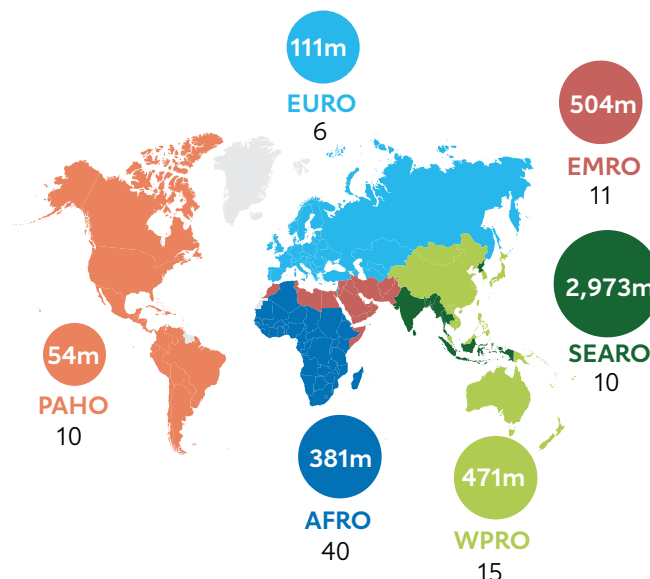 111m
EURO
6
504m
EMRO
11
2,973m
SEARO
10
54m
PAHO
10
381m
AFRO
40
471m
WPRO
15